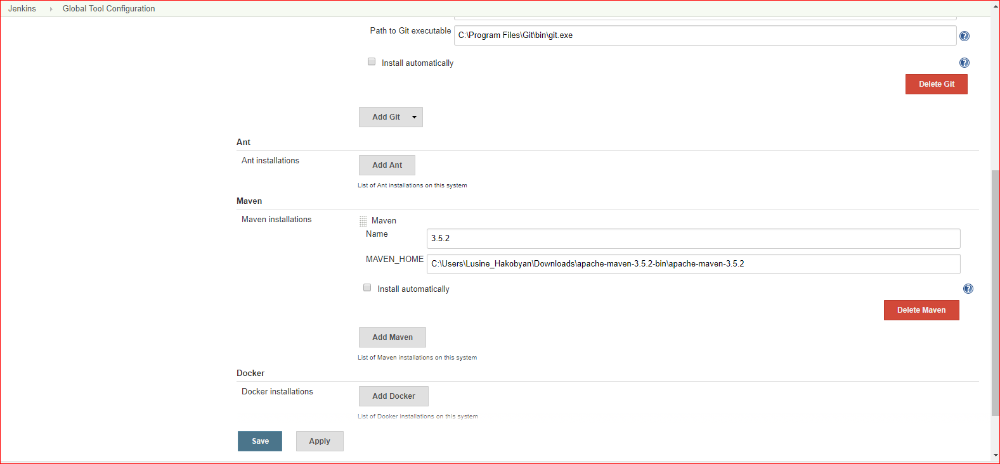 Jenkins Global Tool Configuration
Path to Git executable C:\Program Files\Git\bin\git.exe
Install automatically
Delete Git
Add Git
Ant
Ant installations Add Ant
List of Ant installations on this system
Maven
Maven installations Maven
Name 3.5.2
MAVEN_HOME C:\Users\Lusine_Hakobyan\Downloads\apache-maven-3.5.2-bin\apache-maven-3.5.2
Install automatically
Delete Maven
Add Maven
List of Maven installations on this system
Docker
Docker installations Add Docker
List of Docker installations on this system
Save Apply